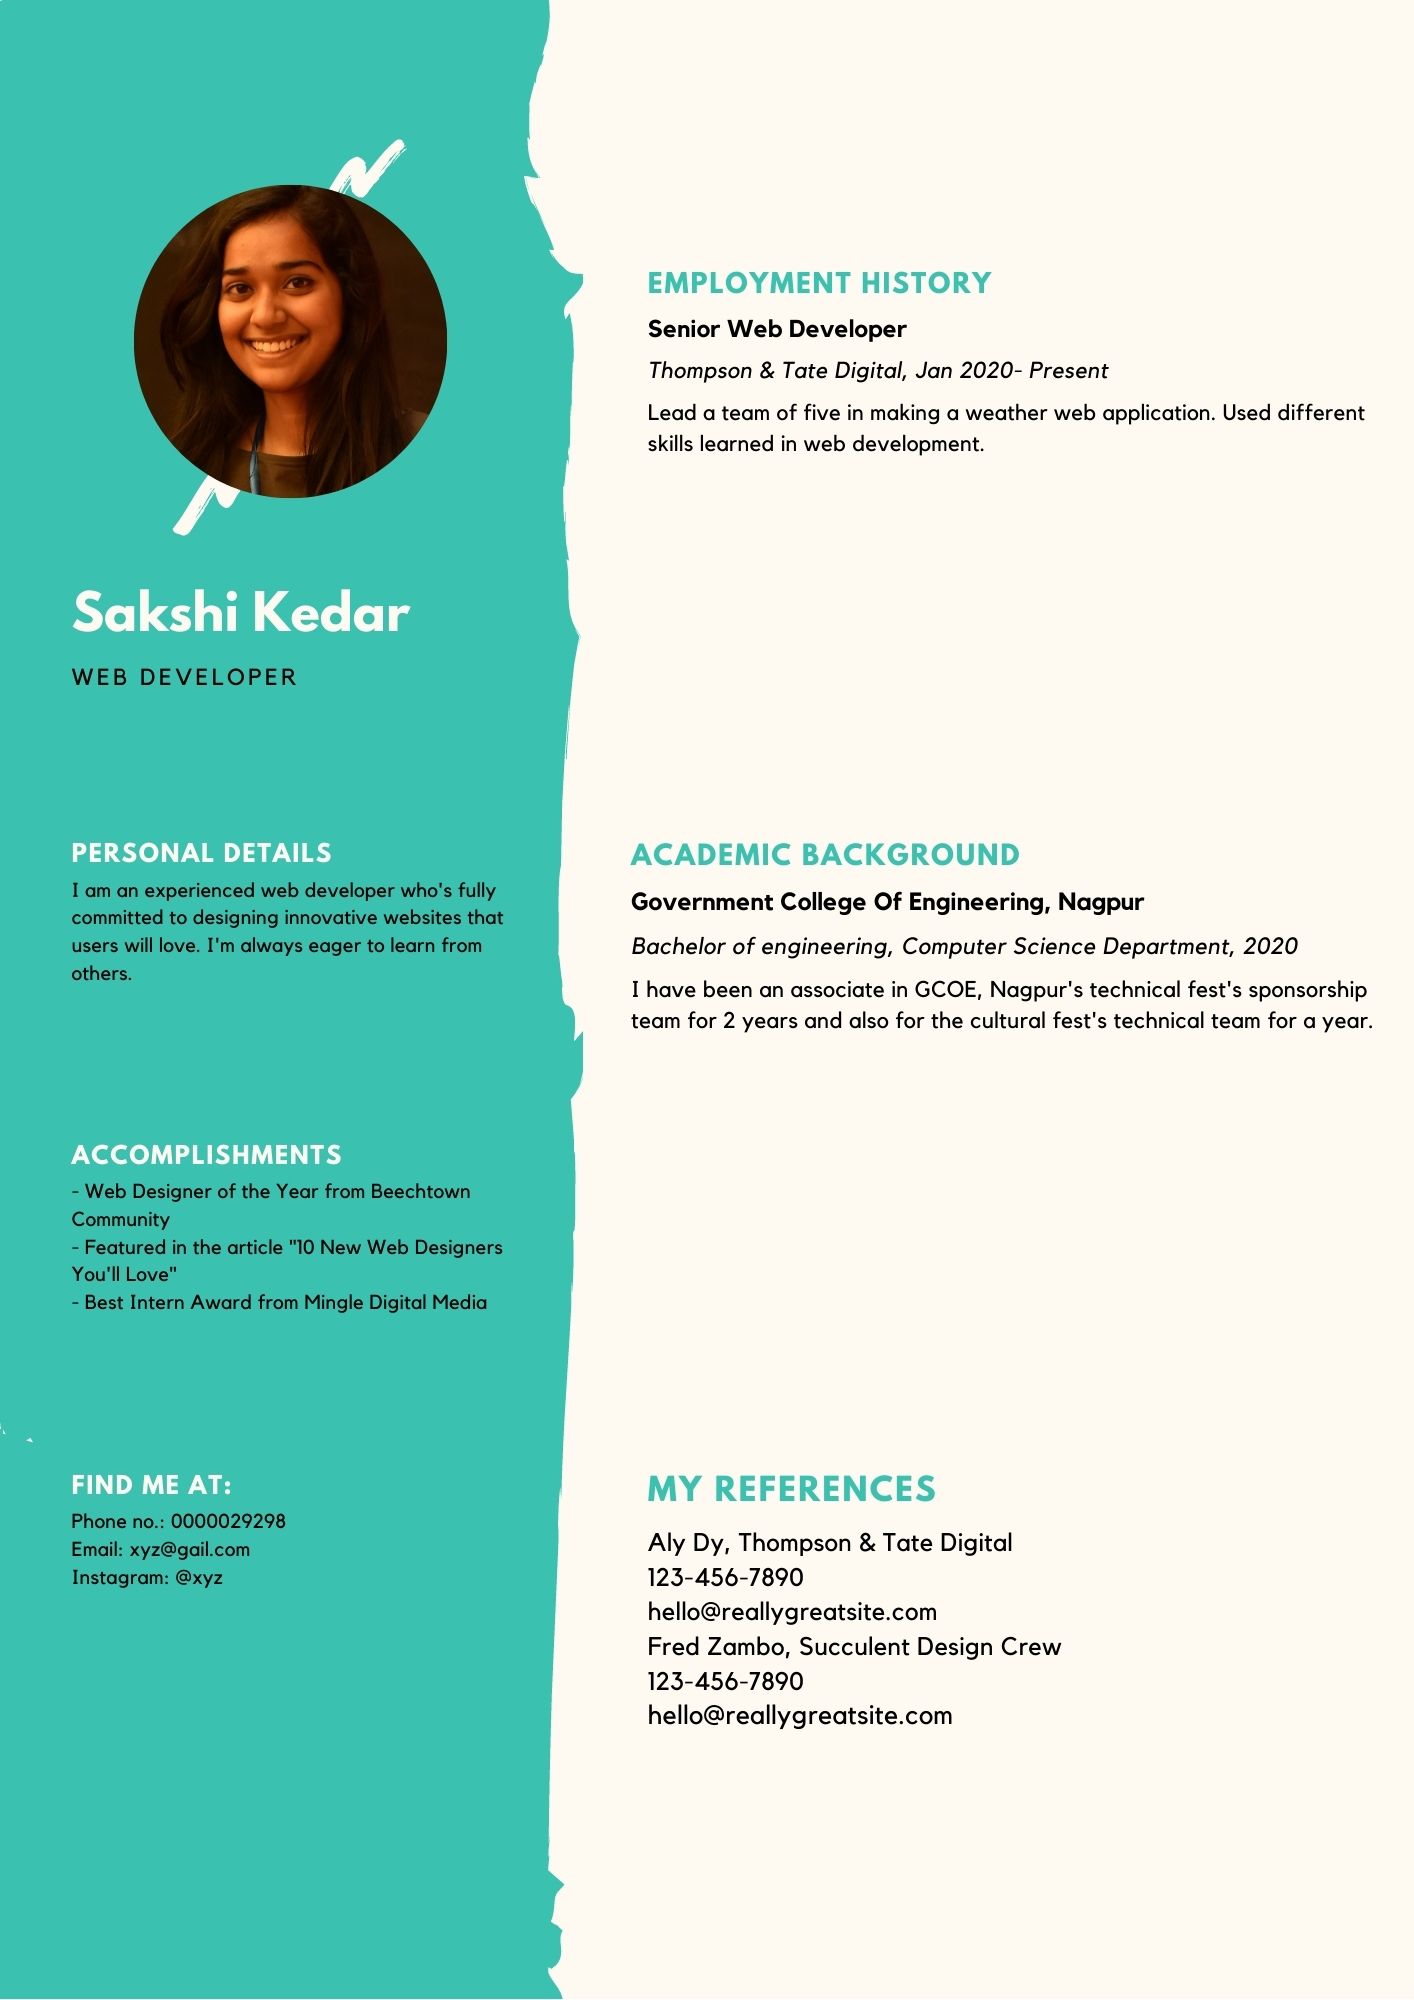 Sakshi Kedar
WEB DEVELOPER
PERSONAL DETAILS
I am an experienced web developer who's fully
committed to designing innovative websites that
users will love. I'm always eager to learn from
others.
ACCOMPLISHMENTS
- Web Designer of the Year from Beechtown
Community
- Featured in the article "10 New Web Designers
You'll Love"
- Best Intern Award from Mingle Digital Media
FIND ME AT:
Phone no.: 0000029298
Email: xyz@gail.com
Instagram: @xyz
EMPLOYMENT HISTORY
Senior Web Developer
Thompson & Tate Digital, Jan 2020- Present
Lead a team of five in making a weather web application. Used different
skills learned in web development.
ACADEMIC BACKGROUND
Government College Of Engineering, Nagpur
Bachelor of engineering, Computer Science Department, 2020
I have been an associate in GCOE, Nagpur's technical fest's sponsorship
team for 2 years and also for the cultural fest's technical team for a year.
MY REFERENCES
Aly Dy, Thompson & Tate Digital
123-456-7890
hello@reallygreatsite.com
Fred Zambo, Succulent Design Crew
123-456-7890
hello@reallygreatsite.com